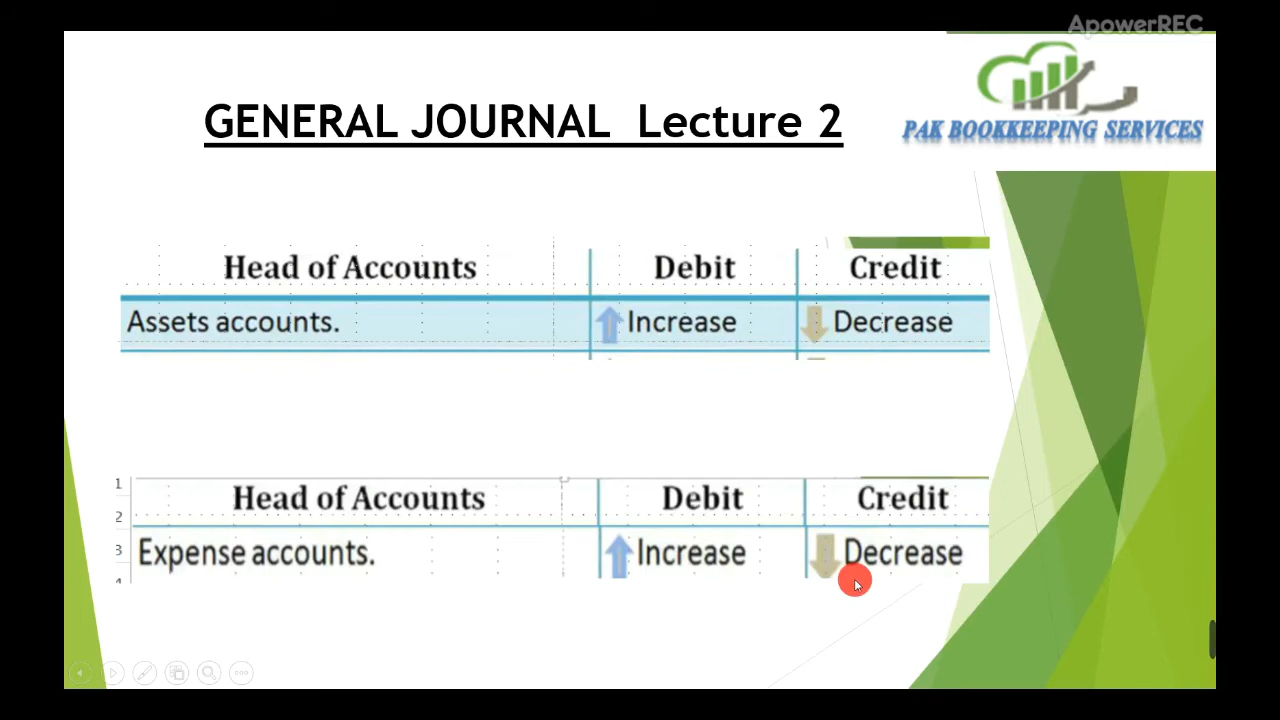 ApowerREC
GENERAL JOURNAL Lecture 2
PAK BOOKKEEPING SERVICES
Head of Accounts Debit Credit
Assets accounts. Increase Decrease
1 Head of Accounts Debit Credit
2
3 Expense accounts. Increase Decrease